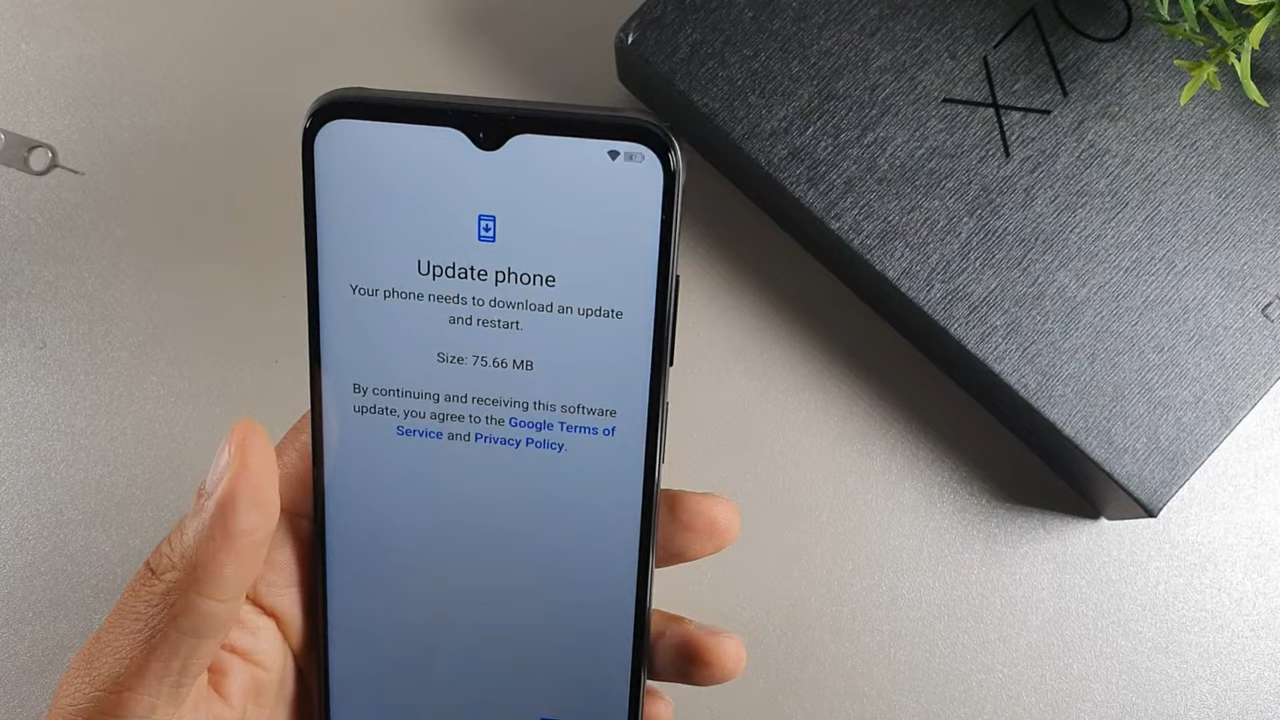 X70
Update phone
Your phone needs to download an update
and restart.
Size: 75.66 MB
By continuing and receiving this software
update, you agree to the Google Terms of
Service and Privacy Policy.